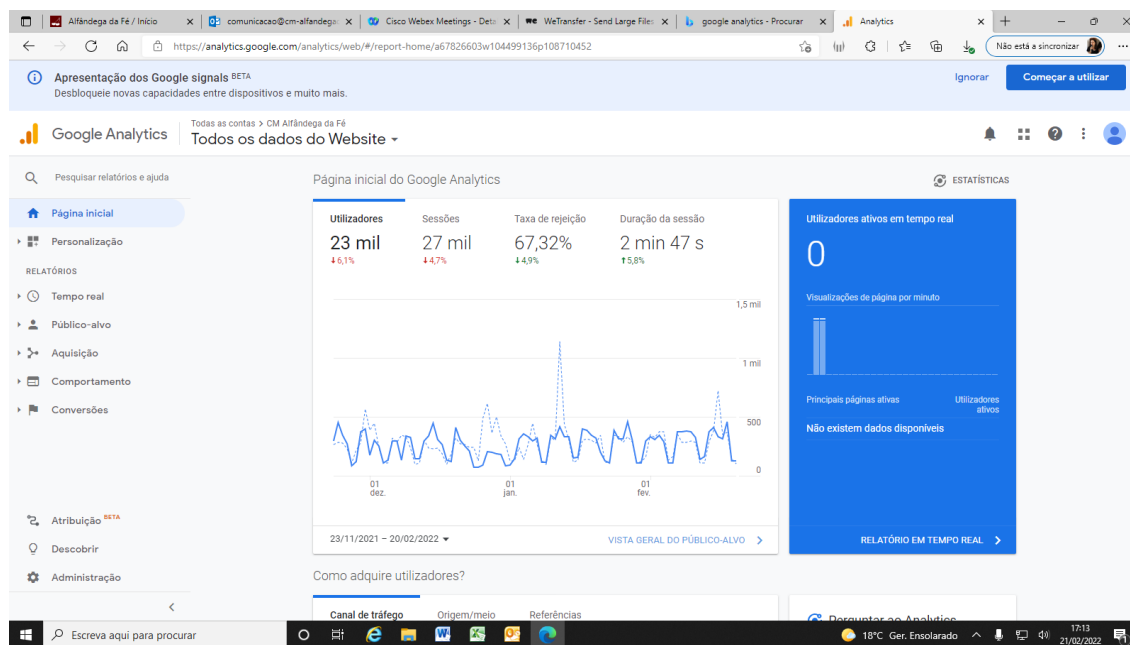 Alfândega da Fé / Início
comunicacao@cm-alfandega
Cisco Webex Meetings - Deta
WeTransfer - Send Large Files
google analytics - Procurar
Analytics
https://analytics.google.com/analytics/web/#/report-home/a67826603w104499136p108710452
Não está a sincronizar
Apresentação dos Google signals BETA
Desbloqueie novas capacidades entre dispositivos e muito mais.
Ignorar
Começar a utilizar
Google Analytics
Todas as contas > CM Alfândega da Fé
Todos os dados do Website
Pesquisar relatórios e ajuda
Página inicial
Personalização
RELATÓRIOS
Tempo real
Público-alvo
Aquisição
Comportamento
Conversões
Atribuição BETA
Descobrir
Administração
Página inicial do Google Analytics
ESTATÍSTICAS
Utilizadores Sessões Taxa de rejeição Duração da sessão
23 mil 27 mil 67,32% 2 min 47 s
↓6,1% ↓4,7% ↓4,9% ↑5,8%
1,5 mil
1 mil
500
0
01 01 01
dez. jan. fev.
23/11/2021 – 20/02/2022
VISTA GERAL DO PÚBLICO-ALVO
Utilizadores ativos em tempo real
0
Visualizações de página por minuto
Principais páginas ativas
Utilizadores
ativos
Não existem dados disponíveis
RELATÓRIO EM TEMPO REAL
Como adquire utilizadores?
Canal de tráfego Origem/meio Referências
Perguntar ao Analytics
Escreva aqui para procurar
18°C Ger. Ensolarado
17:13
21/02/2022